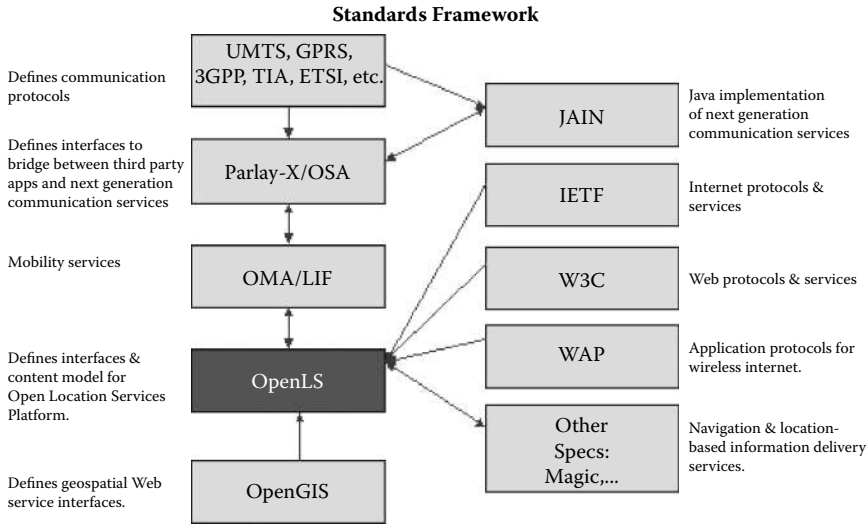 Standards Framework
Defines communication
protocols
UMTS, GPRS,
3GPP, TIA, ETSI, etc.
Defines interfaces to
bridge between third party
apps and next generation
communication services
Parlay-X/OSA
Mobility services
OMA/LIF
Defines interfaces &
content model for
Open Location Services
Platform.
OpenLS
Defines geospatial Web
service interfaces.
OpenGIS
JAIN
Java implementation
of next generation
communication services
IETF
Internet protocols &
services
W3C
Web protocols & services
WAP
Application protocols for
wireless internet.
Other
Specs:
Magic,...
Navigation & location-
based information delivery
services.